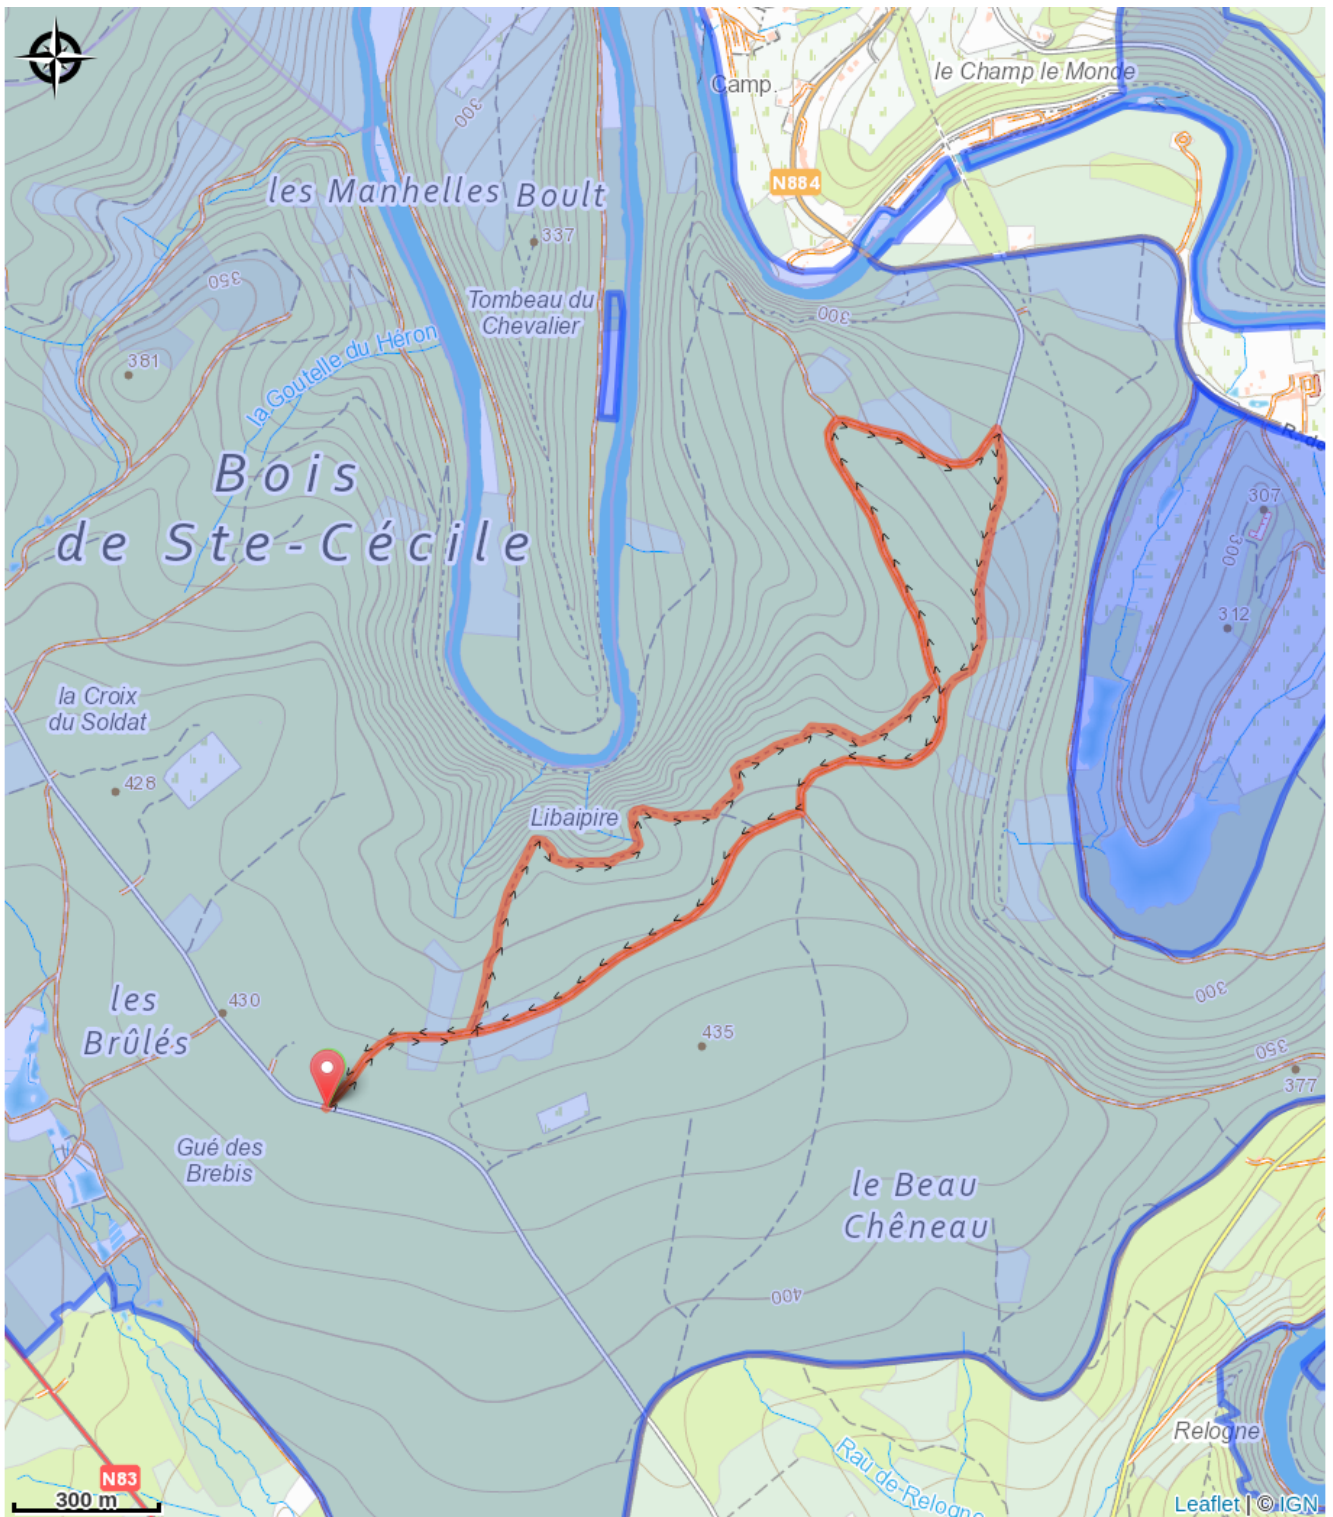 le Champ le Monde
Camp.
300
N884
les Manhelles
Boult
337
350
Tombeau du
Chevalier
300
la Goutelle du Héron
381
R. de
Bois
307
300
de Ste-Cécile
312
la Croix
du Soldat
428
Libaipire
les
Brûlés
430
300
435
350
377
Gué des
Brebis
le Beau
Chêneau
400
Relogne
Rau de Relogne
N83
300 m
Leaflet | © IGN